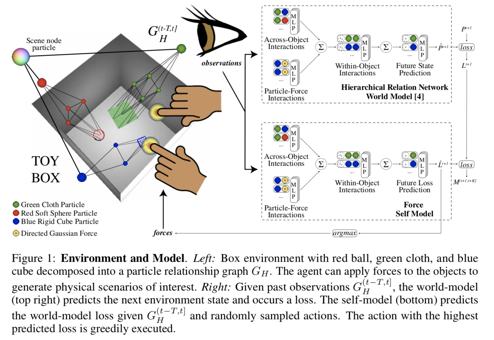 Scene node
particle
G_H^{(t-T,t]}
observations
TOY
BOX
Green Cloth Particle
Red Soft Sphere Particle
Blue Rigid Cube Particle
Directed Gaussian Force
forces
Across-Object
Interactions
Particle-Force
Interactions
Σ
MLP
Within-Object
Interactions
Σ
MLP
Future State
Prediction
loss
Hierarchical Relation Network
World Model [4]
Across-Object
Interactions
Particle-Force
Interactions
Σ
MLP
Within-Object
Interactions
Σ
MLP
Future Loss
Prediction
loss
Force
Self Model
argmax
Figure 1: Environment and Model. Left: Box environment with red ball, green cloth, and blue
cube decomposed into a particle relationship graph G_H. The agent can apply forces to the objects to
generate physical scenarios of interest. Right: Given past observations G_H^{(t-T,t]}, the world-model
(top right) predicts the next environment state and occurs a loss. The self-model (bottom) predicts
the world-model loss given G_H^{(t-T,t]} and randomly sampled actions. The action with the highest
predicted loss is greedily executed.